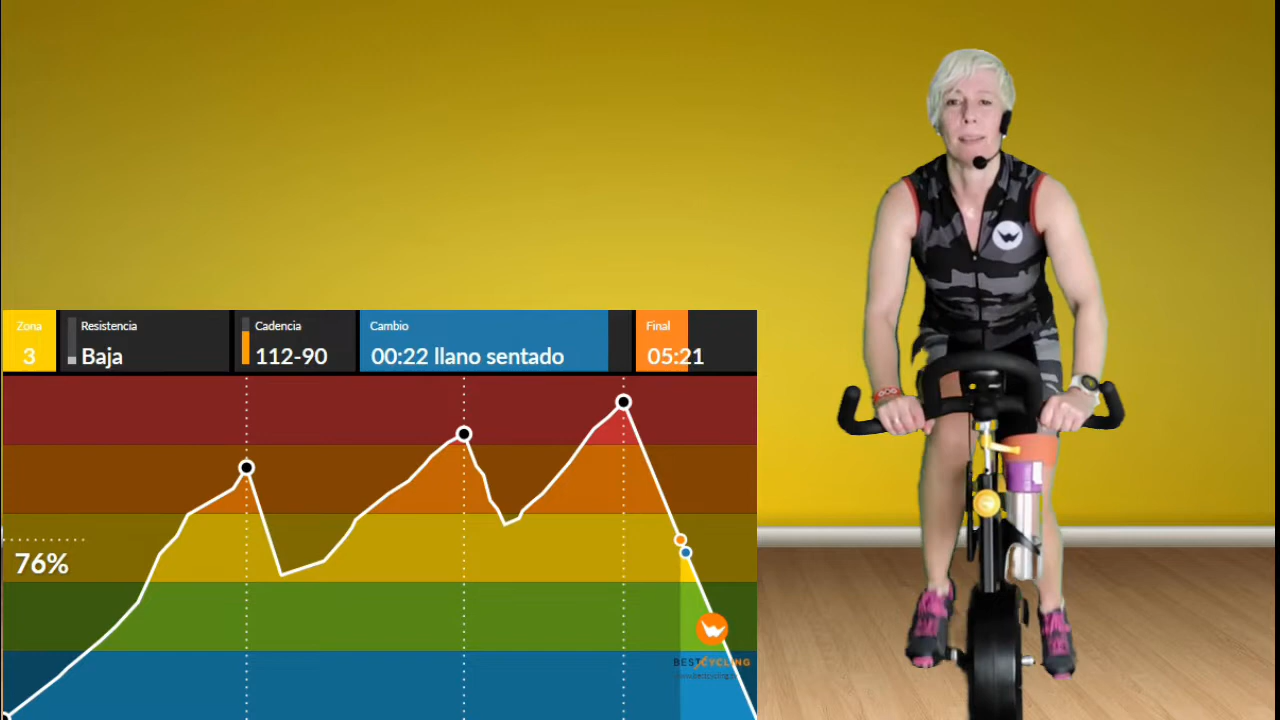 Zona
3
Resistencia
Baja
Cadencia
112-90
Cambio
00:22 llano sentado
Final
05:21
76%
BESTCYCLING